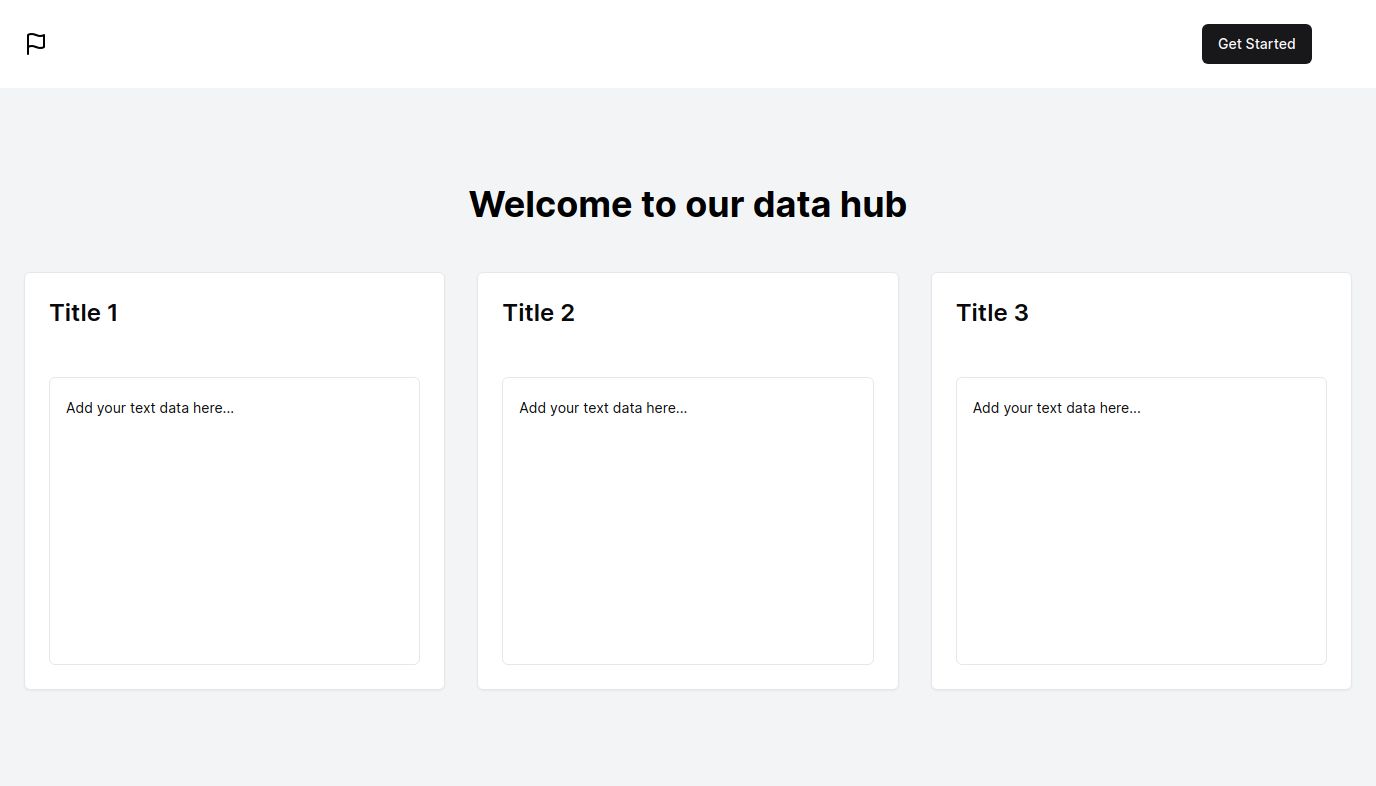 Get Started
Welcome to our data hub
Title 1
Add your text data here...
Title 2
Add your text data here...
Title 3
Add your text data here...